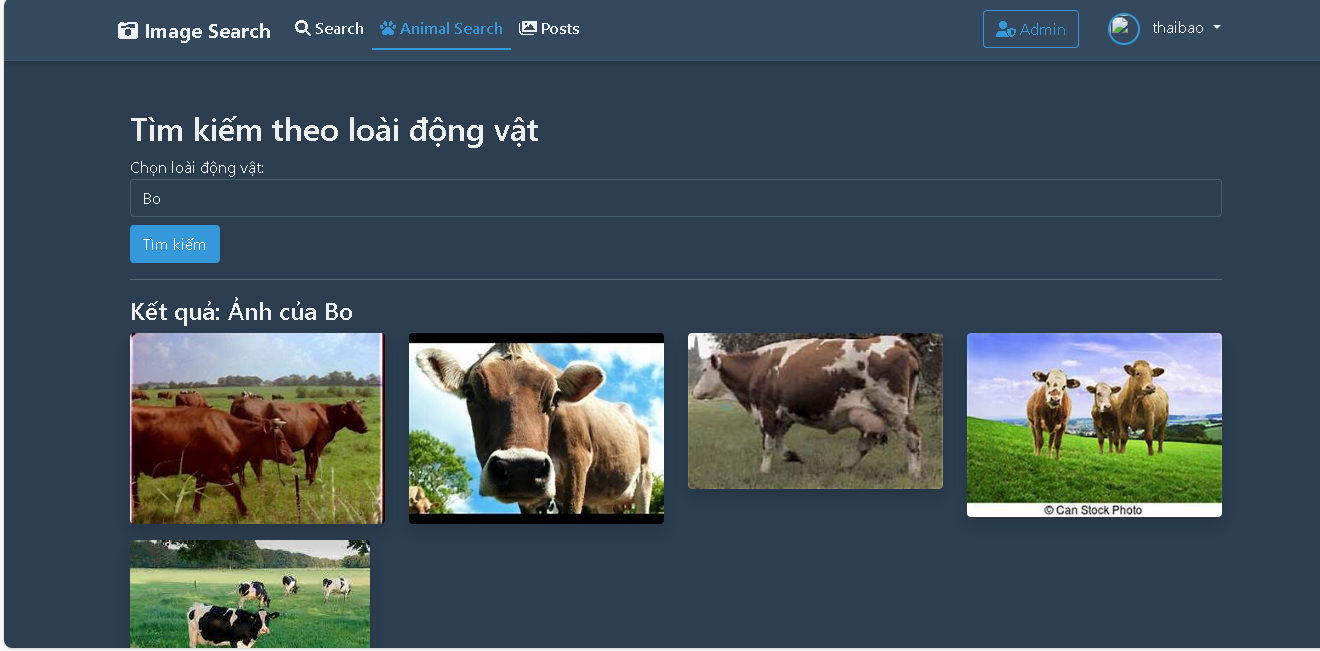 Image Search Search Animal Search Posts Admin thaibao
Tìm kiếm theo loài động vật
Chọn loài động vật:
Bo
Tìm kiếm
Kết quả: Ảnh của Bo
© Can Stock Photo